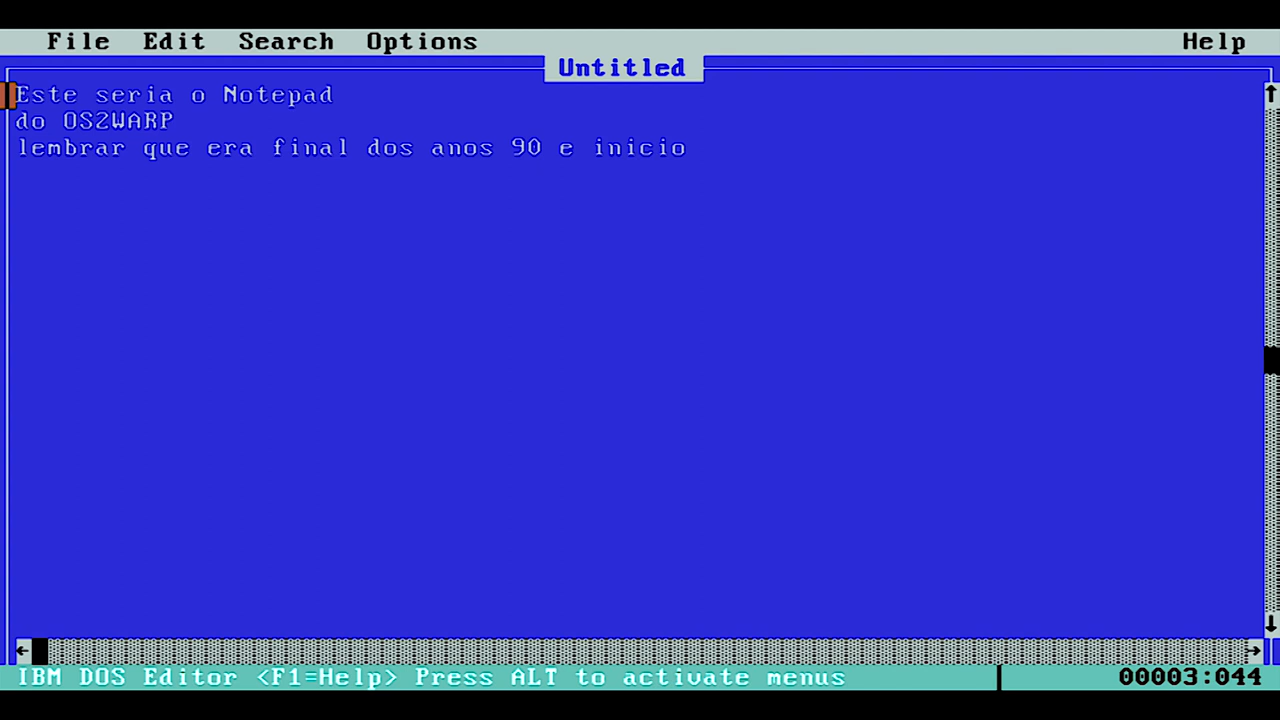 File Edit Search Options Help
Untitled
Este seria o Notepad
do OS2WARP
lembrar que era final dos anos 90 e inicio
IBM DOS Editor <F1=Help> Press ALT to activate menus 00003:044